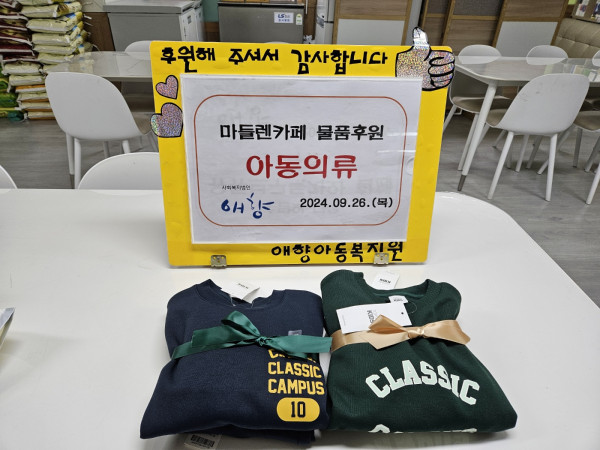 후원해 주셔서 감사합니다
마들렌카페 물품후원
아동의류
사회복지법인
애향
2024.09.26.(목)
애향아동복지원
CLASSIC
CAMPUS
10
CLASSIC